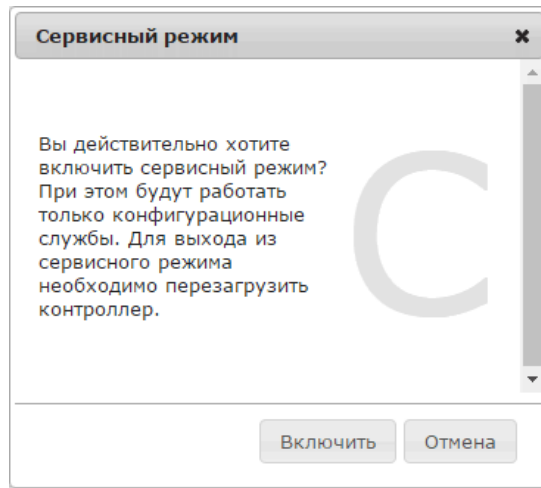 Сервисный режим
Вы действительно хотите
включить сервисный режим?
При этом будут работать
только конфигурационные
службы. Для выхода из
сервисного режима
необходимо перезагрузить
контроллер.
С
Включить Отмена